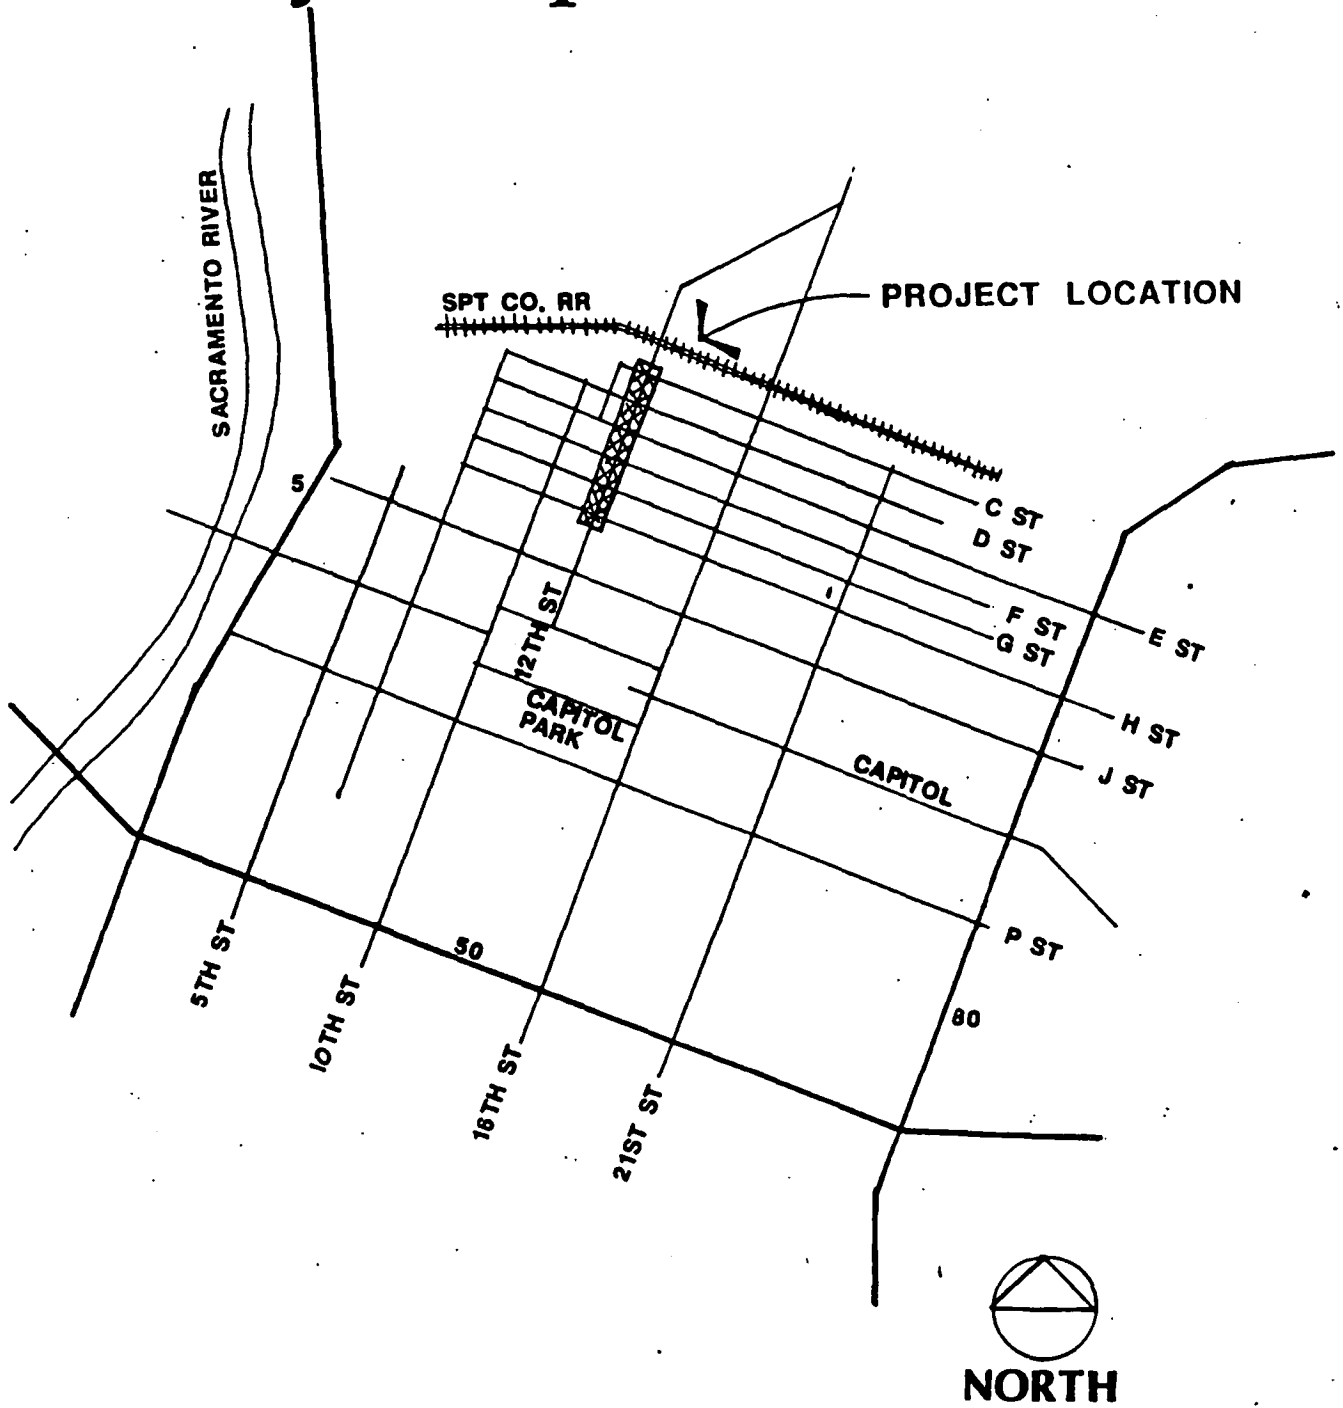 SACRAMENTO RIVER
SPT CO. RR
PROJECT LOCATION
5
C ST
D ST
F ST
G ST
E ST
12TH ST
H ST
CAPITOL
PARK
J ST
CAPITOL
P ST
5TH ST
50
10TH ST
80
16TH ST
21ST ST
NORTH